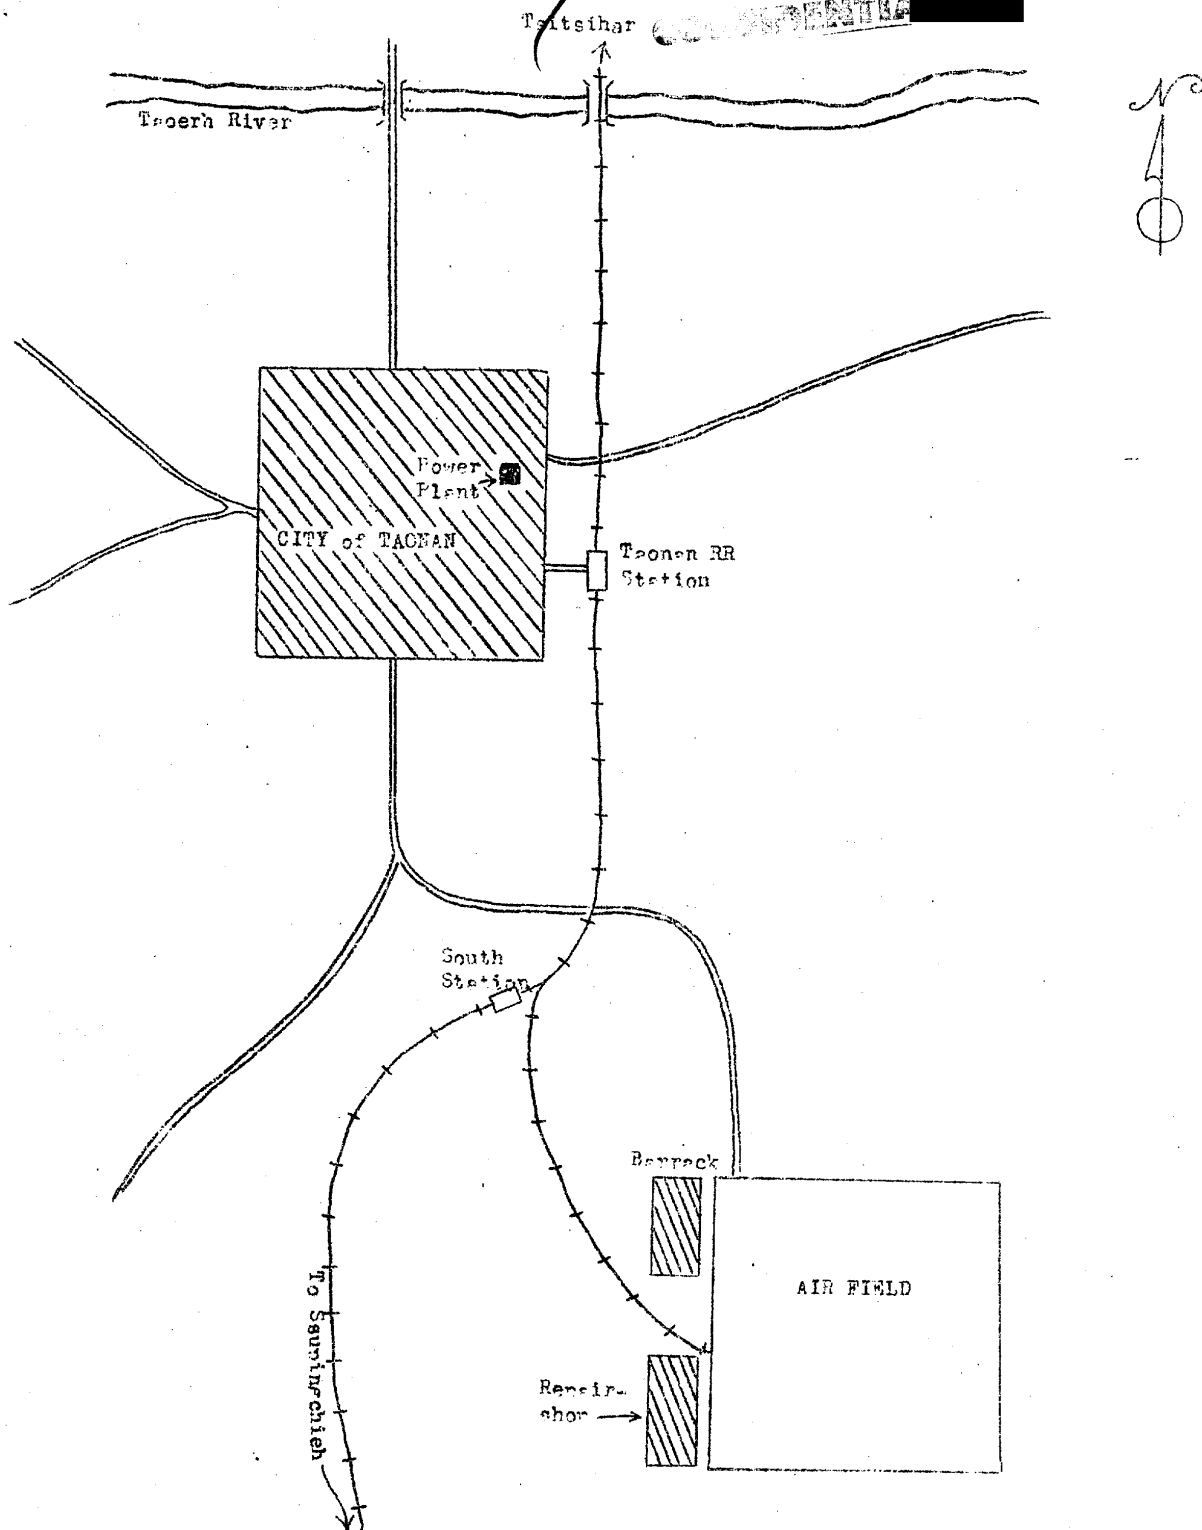 Tsitsihar
CONFIDENTIAL
N
Taoerh River
Power
Plant
CITY of TAONAN
Taonan RR
Station
South
Station
Barrack
AIR FIELD
To Ssupingchieh
Repair-
shop